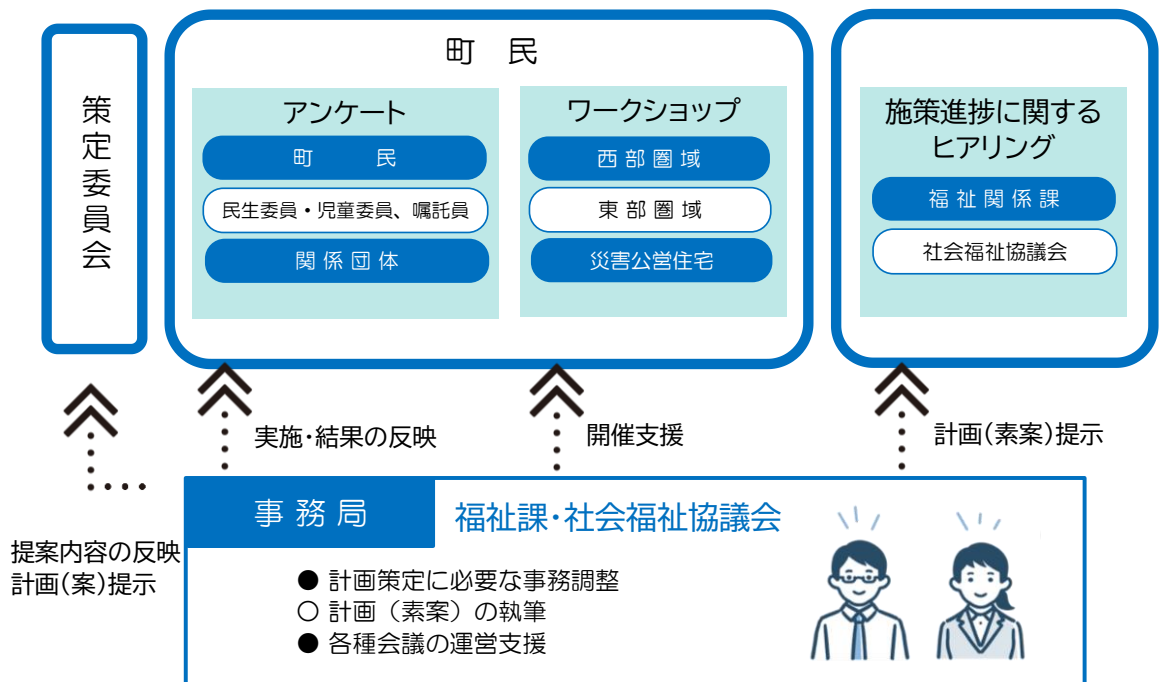 策定委員会
町 民
アンケート
町 民
民生委員・児童委員、嘱託員
関係団体
ワークショップ
西部圏域
東部圏域
災害公営住宅
施策進捗に関する
ヒアリング
福祉関係課
社会福祉協議会
実施・結果の反映
開催支援
計画(素案)提示
提案内容の反映
計画(案)提示
事務局
福祉課・社会福祉協議会
● 計画策定に必要な事務調整
○ 計画（素案）の執筆
● 各種会議の運営支援